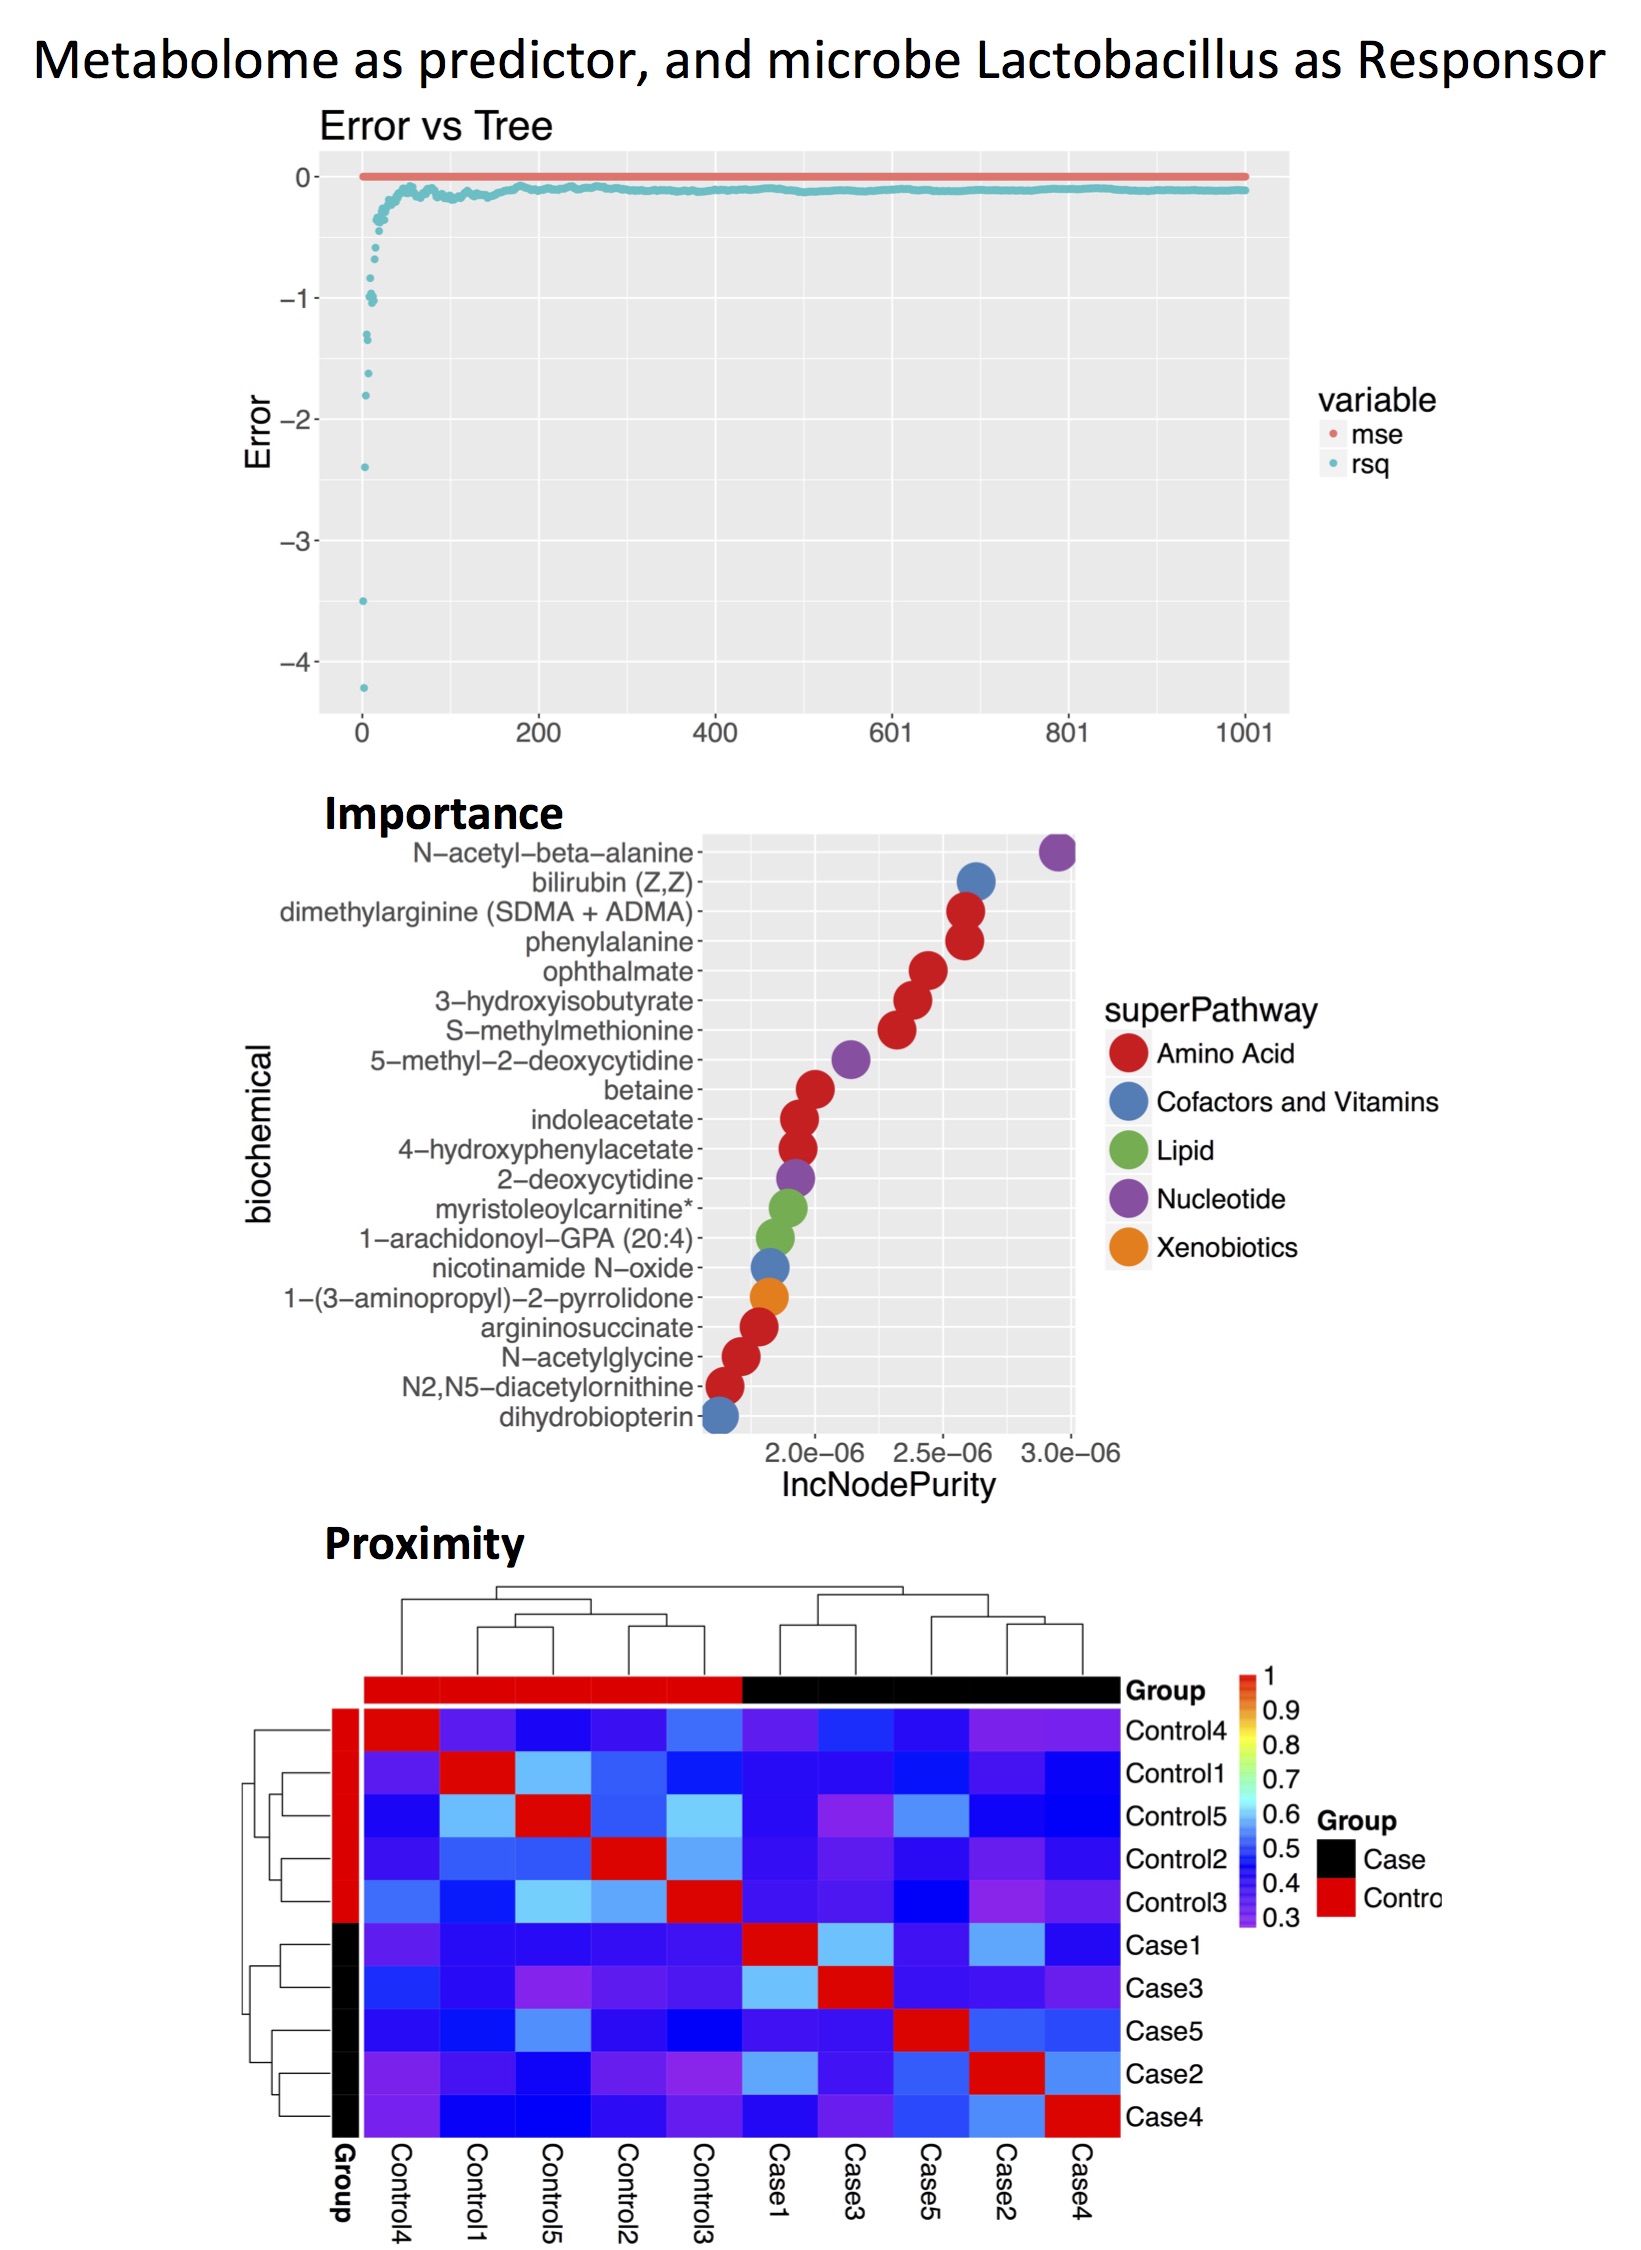 Metabolome as predictor, and microbe Lactobacillus as Responsor
Error vs Tree
0
−1
−2
−3
−4
Error
0 200 400 601 801 1001
variable
mse
rsq
Importance
biochemical
N−acetyl−beta−alanine
bilirubin (Z,Z)
dimethylarginine (SDMA + ADMA)
phenylalanine
ophthalmate
3−hydroxyisobutyrate
S−methylmethionine
5−methyl−2−deoxycytidine
betaine
indoleacetate
4−hydroxyphenylacetate
2−deoxycytidine
myristoleoylcarnitine*
1−arachidonoyl−GPA (20:4)
nicotinamide N−oxide
1−(3−aminopropyl)−2−pyrrolidone
argininosuccinate
N−acetylglycine
N2,N5−diacetylornithine
dihydrobiopterin
2.0e−06 2.5e−06 3.0e−06
IncNodePurity
superPathway
Amino Acid
Cofactors and Vitamins
Lipid
Nucleotide
Xenobiotics
Proximity
Group
Control4
Control1
Control5
Control2
Control3
Case1
Case3
Case5
Case2
Case4
1
0.9
0.8
0.7
0.6
0.5
0.4
0.3
Group
Case
Contro
Group Control4 Control1 Control5 Control2 Control3 Case1 Case3 Case5 Case2 Case4